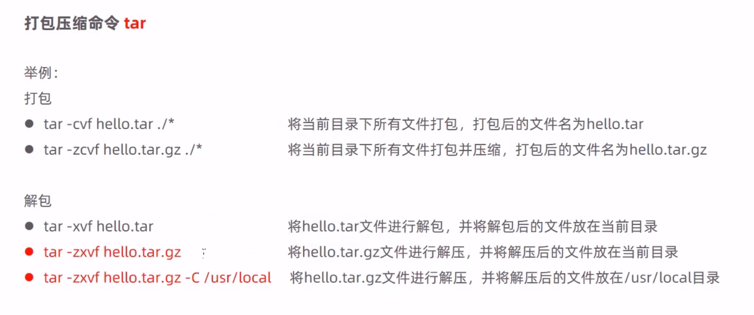 打包压缩命令 tar
举例：
打包
● tar -cvf hello.tar ./* 将当前目录下所有文件打包，打包后的文件名为hello.tar
● tar -zcvf hello.tar.gz ./* 将当前目录下所有文件打包并压缩，打包后的文件名为hello.tar.gz
解包
● tar -xvf hello.tar 将hello.tar文件进行解包，并将解包后的文件放在当前目录
● tar -zxvf hello.tar.gz 将hello.tar.gz文件进行解压，并将解压后的文件放在当前目录
● tar -zxvf hello.tar.gz -C /usr/local 将hello.tar.gz文件进行解压，并将解压后的文件放在/usr/local目录